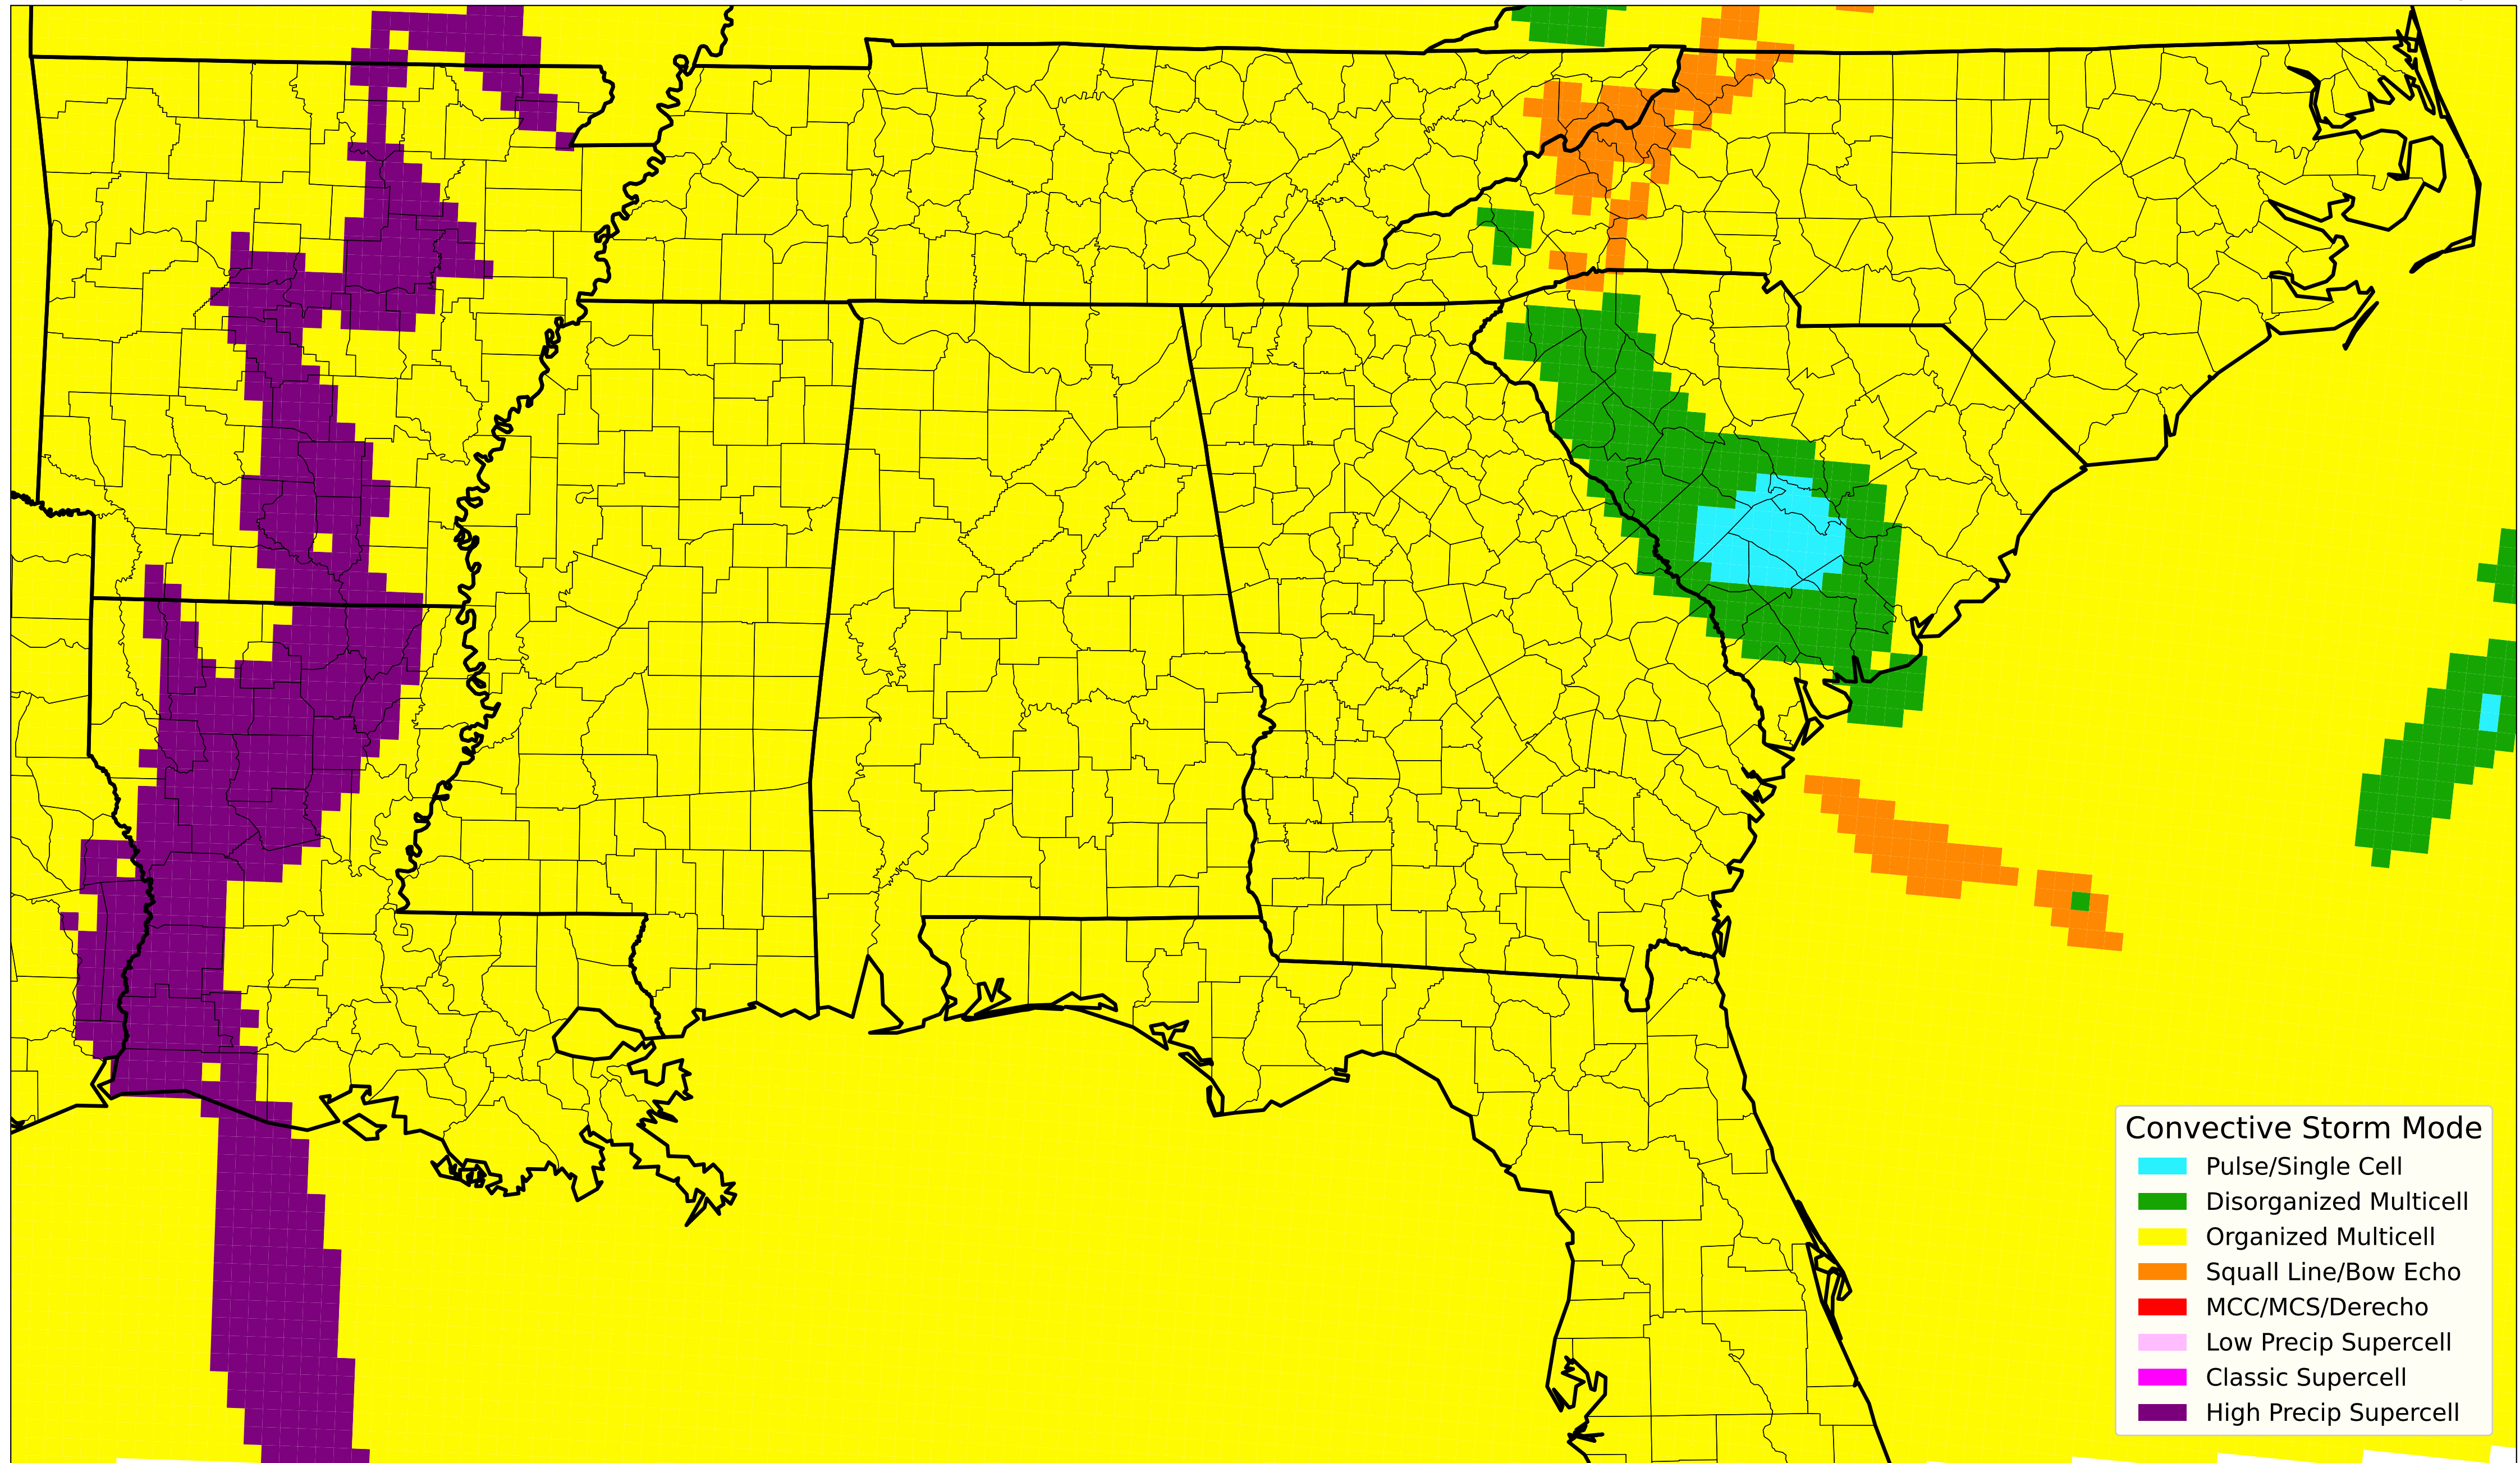 Convective Storm Mode
Pulse/Single Cell
Disorganized Multicell
Organized Multicell
Squall Line/Bow Echo
MCC/MCS/Derecho
Low Precip Supercell
Classic Supercell
High Precip Supercell